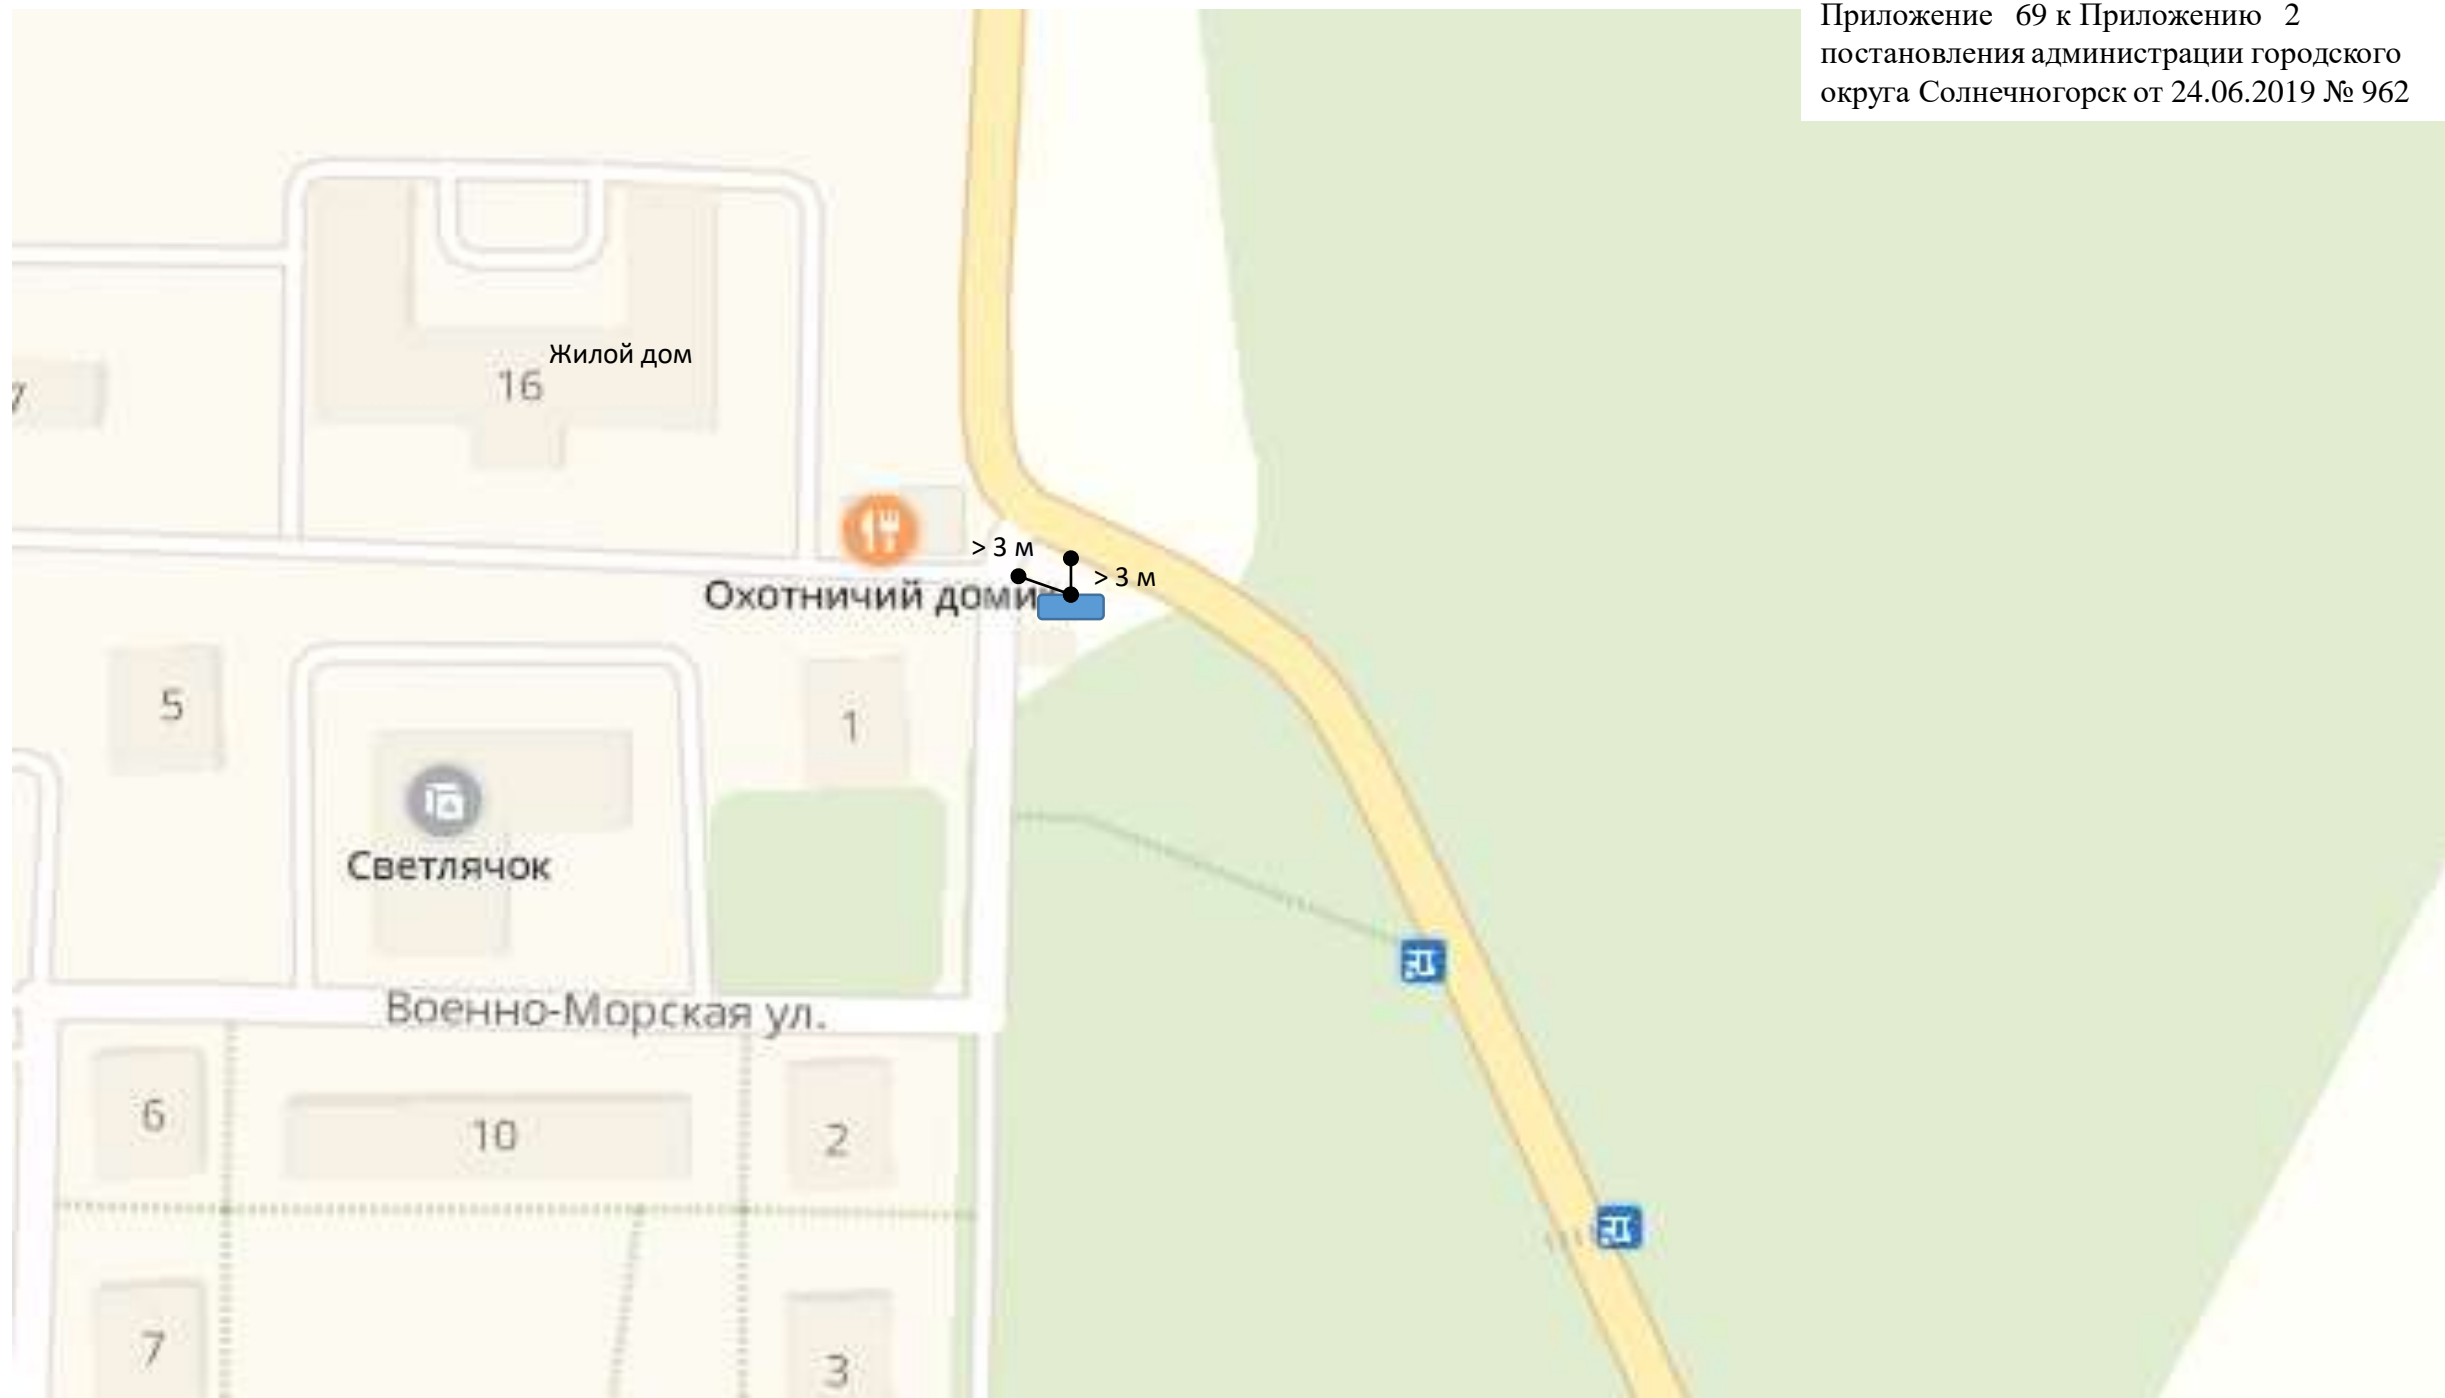 Приложение 69 к Приложению 2
постановления администрации городского
округа Солнечногорск от 24.06.2019 № 962
Жилой дом
16
7
> 3 м
> 3 м
Охотничий домик
5
1
Светлячок
Военно-Морская ул.
6
10
2
7
3